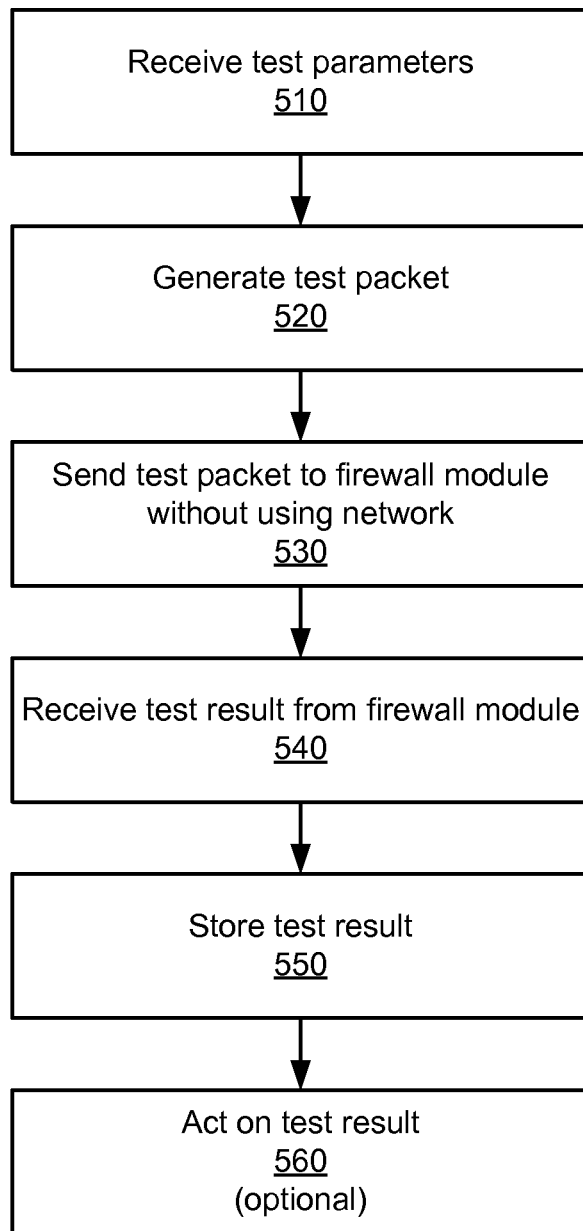 Receive test parameters
510
Generate test packet
520
Send test packet to firewall module
without using network
530
Receive test result from firewall module
540
Store test result
550
Act on test result
560
(optional)